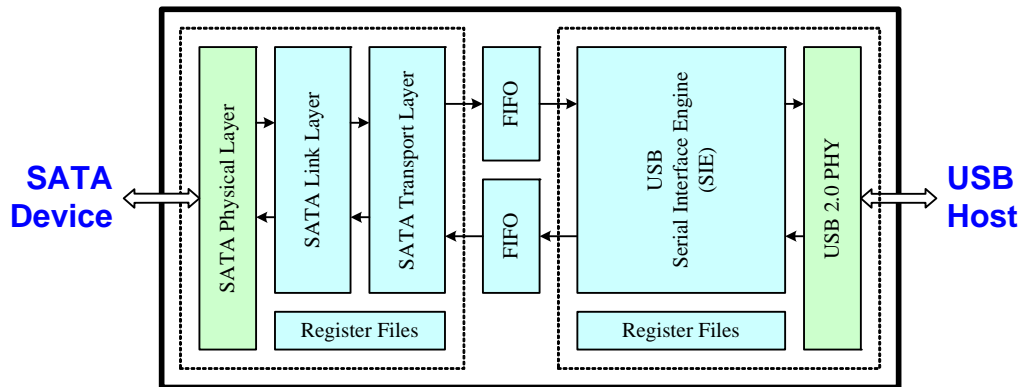 SATA
Device
SATA Physical Layer
SATA Link Layer
SATA Transport Layer
Register Files
FIFO
FIFO
USB
Serial Interface Engine
(SIE)
Register Files
USB 2.0 PHY
USB
Host